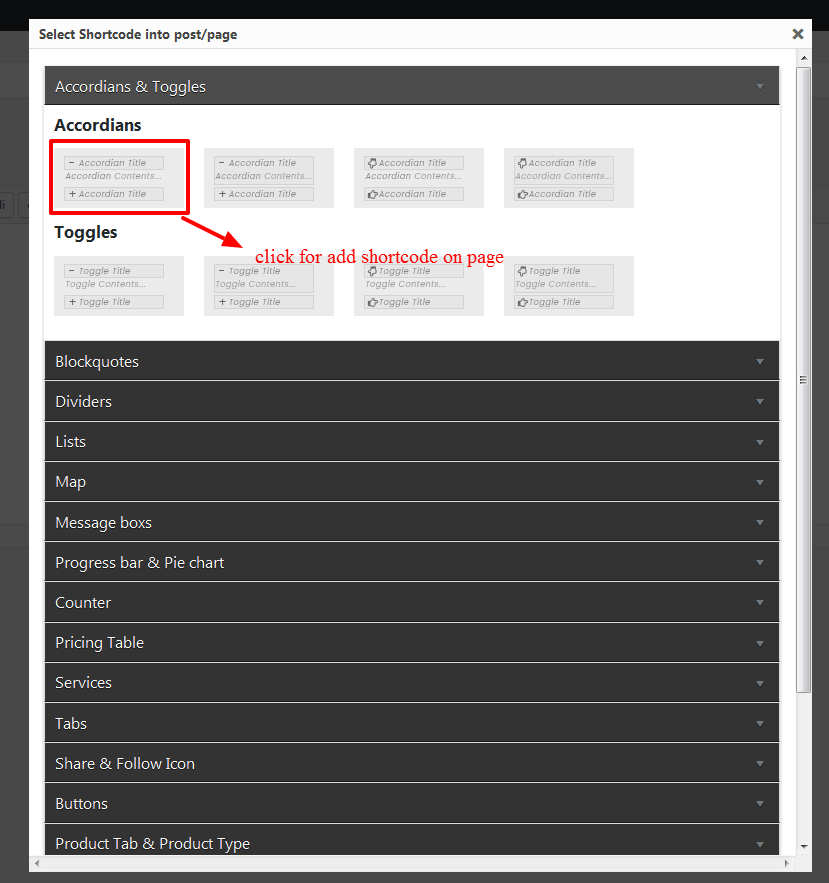 Select Shortcode into post/page
Accordians & Toggles
Accordians
− Accordian Title
Accordian Contents...
+ Accordian Title
− Accordian Title
Accordian Contents...
+ Accordian Title
Accordian Title
Accordian Contents...
Accordian Title
Accordian Title
Accordian Contents...
Accordian Title
Toggles
click for add shortcode on page
− Toggle Title
Toggle Contents...
+ Toggle Title
− Toggle Title
Toggle Contents...
+ Toggle Title
Toggle Title
Toggle Contents...
Toggle Title
Toggle Title
Toggle Contents...
Toggle Title
Blockquotes
Dividers
Lists
Map
Message boxs
Progress bar & Pie chart
Counter
Pricing Table
Services
Tabs
Share & Follow Icon
Buttons
Product Tab & Product Type